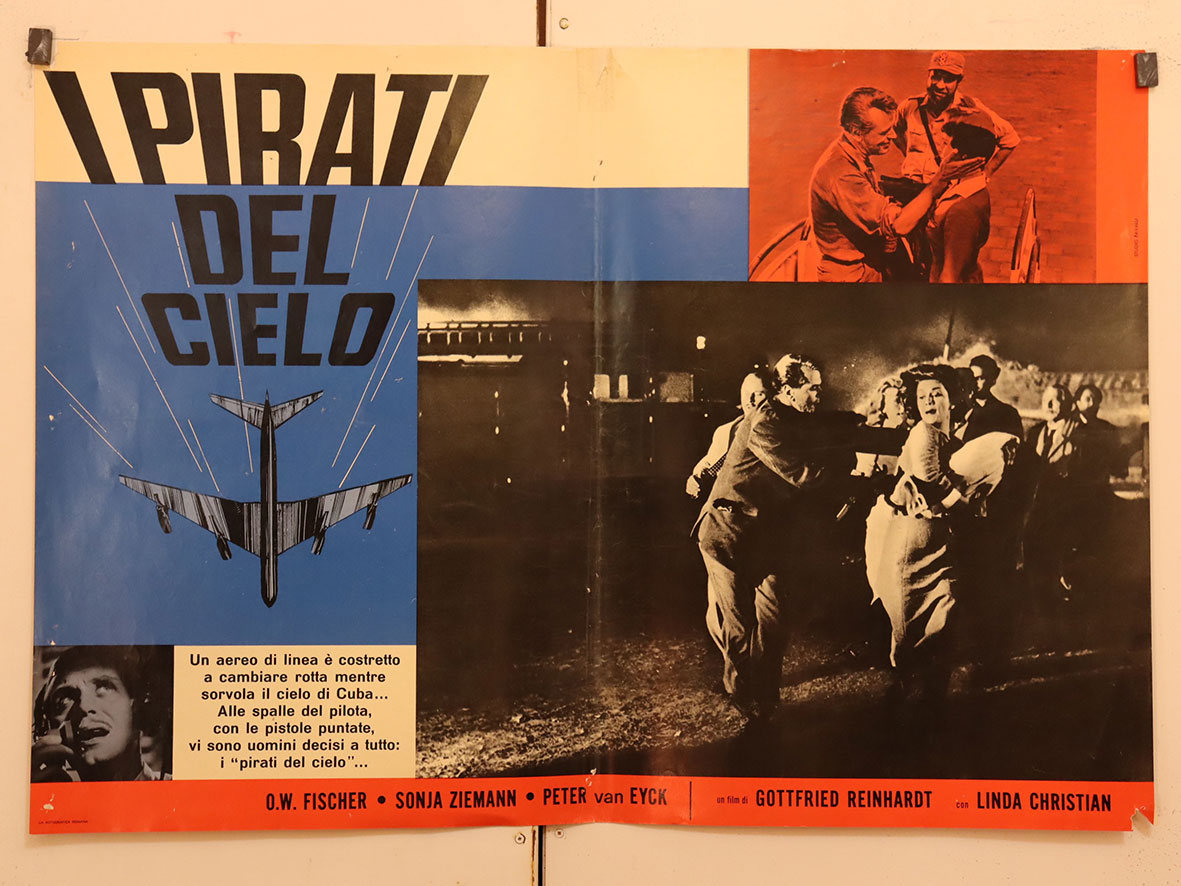 I PIRATI
DEL
CIELO
Un aereo di linea è costretto
a cambiare rotta mentre
sorvola il cielo di Cuba...
Alle spalle del pilota,
con le pistole puntate,
vi sono uomini decisi a tutto:
i “pirati del cielo”...
O.W. FISCHER • SONJA ZIEMANN • PETER van EYCK un film di GOTTFRIED REINHARDT con LINDA CHRISTIAN